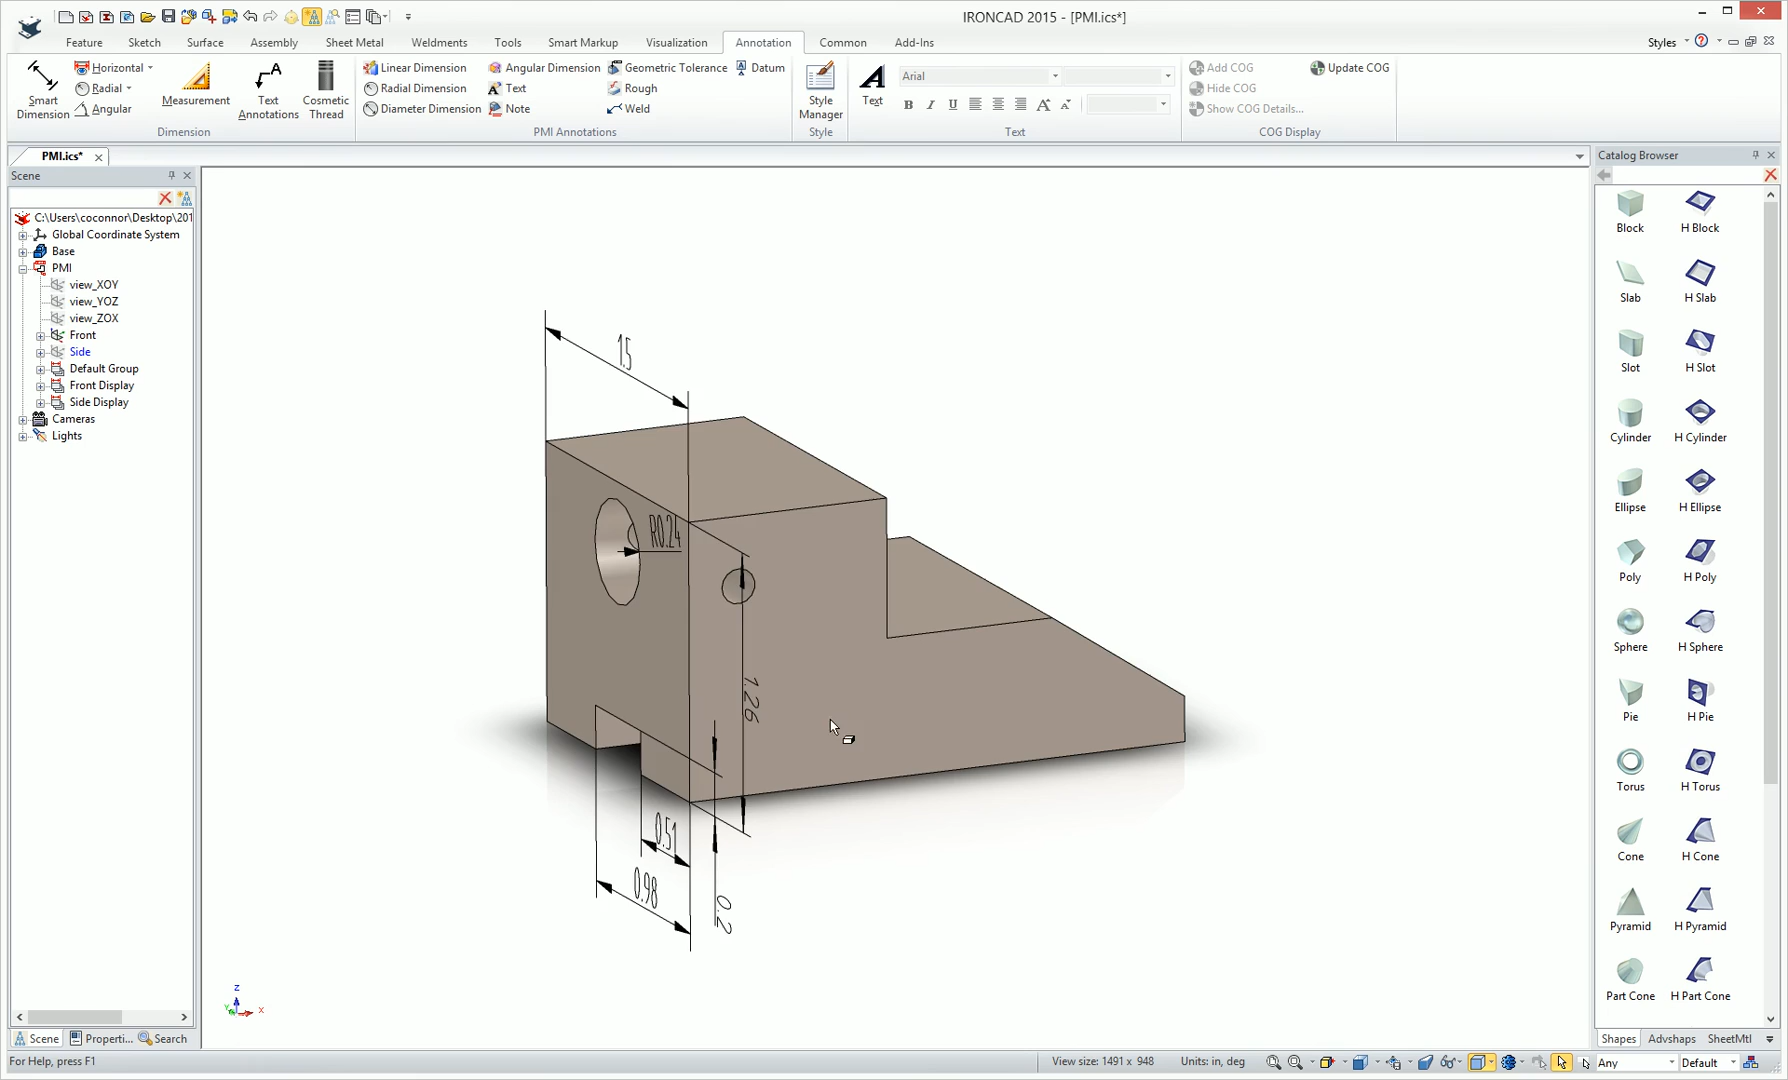 IRONCAD 2015 - [PMI.ics*]
Feature Sketch Surface Assembly Sheet Metal Weldments Tools Smart Markup Visualization Annotation Common Add-Ins Styles
Smart Dimension
Horizontal
Radial
Angular
Measurement
Text Annotations
Cosmetic Thread
Dimension
Linear Dimension
Radial Dimension
Diameter Dimension
Angular Dimension
Text
Note
Geometric Tolerance
Rough
Weld
Datum
PMI Annotations
Style Manager
Style
Text
Arial
B I U
Text
Add COG
Hide COG
Show COG Details...
Update COG
COG Display
PMI.ics*
Scene
C:\Users\coconnor\Desktop\201
Global Coordinate System
Base
PMI
view_XOY
view_YOZ
view_ZOX
Front
Side
Default Group
Front Display
Side Display
Cameras
Lights
1.5
R0.24
1.26
0.51
0.98
0.2
Z
Y
X
Catalog Browser
Block H Block
Slab H Slab
Slot H Slot
Cylinder H Cylinder
Ellipse H Ellipse
Poly H Poly
Sphere H Sphere
Pie H Pie
Torus H Torus
Cone H Cone
Pyramid H Pyramid
Part Cone H Part Cone
Shapes Advshaps SheetMtl
Scene Properti... Search
For Help, press F1
View size: 1491 x 948
Units: in, deg
Any
Default